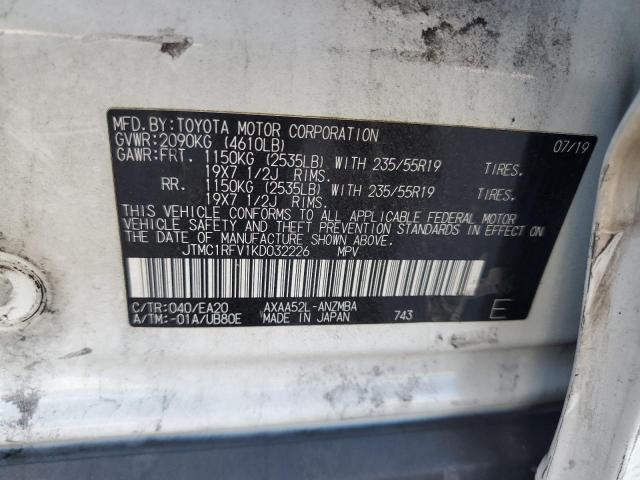 MFD.BY:TOYOTA MOTOR CORPORATION 07/19
GVWR:2090KG (4610LB)
GAWR:FRT. 1150KG (2535LB) WITH 235/55R19 TIRES.
19X7 1/2J RIMS.
RR. 1150KG (2535LB) WITH 235/55R19 TIRES.
19X7 1/2J RIMS.
THIS VEHICLE CONFORMS TO ALL APPLICABLE FEDERAL MOTOR
VEHICLE SAFETY AND THEFT PREVENTION STANDARDS IN EFFECT
ON THE DATE OF MANUFACTURE SHOWN ABOVE.
JTMC1RFV1KD032226 MPV
C/TR:040/EA20 AXAA52L-ANZMBA
A/TM:-01A/UB80E MADE IN JAPAN 743 E